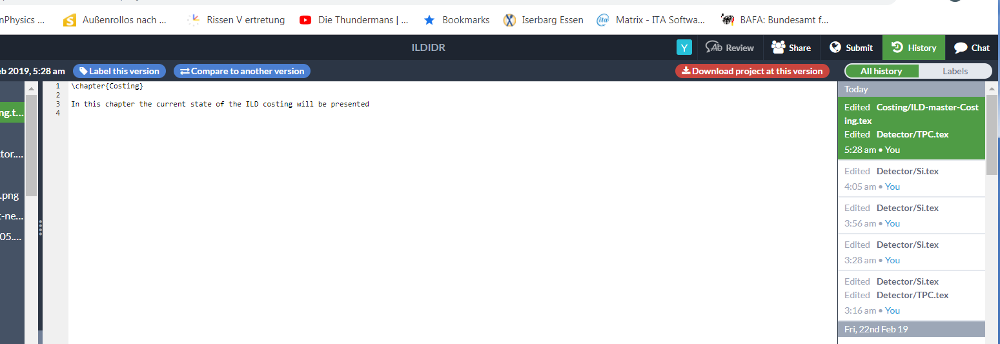 nPhysics ... Außenrollos nach ... Rissen V ertretung Die Thundermans | ... Bookmarks Iserbarg Essen Matrix - ITA Softwa... BAFA: Bundesamt f...
ILDIDR Y Review Share Submit History Chat
eb 2019, 5:28 am Label this version Compare to another version Download project at this version All history Labels
ng.t...
tor....
.png
t-ne...
05....
1 \chapter{Costing}
2
3 In this chapter the current state of the ILD costing will be presented
4
Today
Edited Costing/ILD-master-Cost
ing.tex
Edited Detector/TPC.tex
5:28 am • You
Edited Detector/Si.tex
4:05 am • You
Edited Detector/Si.tex
3:56 am • You
Edited Detector/Si.tex
3:28 am • You
Edited Detector/Si.tex
Edited Detector/TPC.tex
3:16 am • You
Fri, 22nd Feb 19